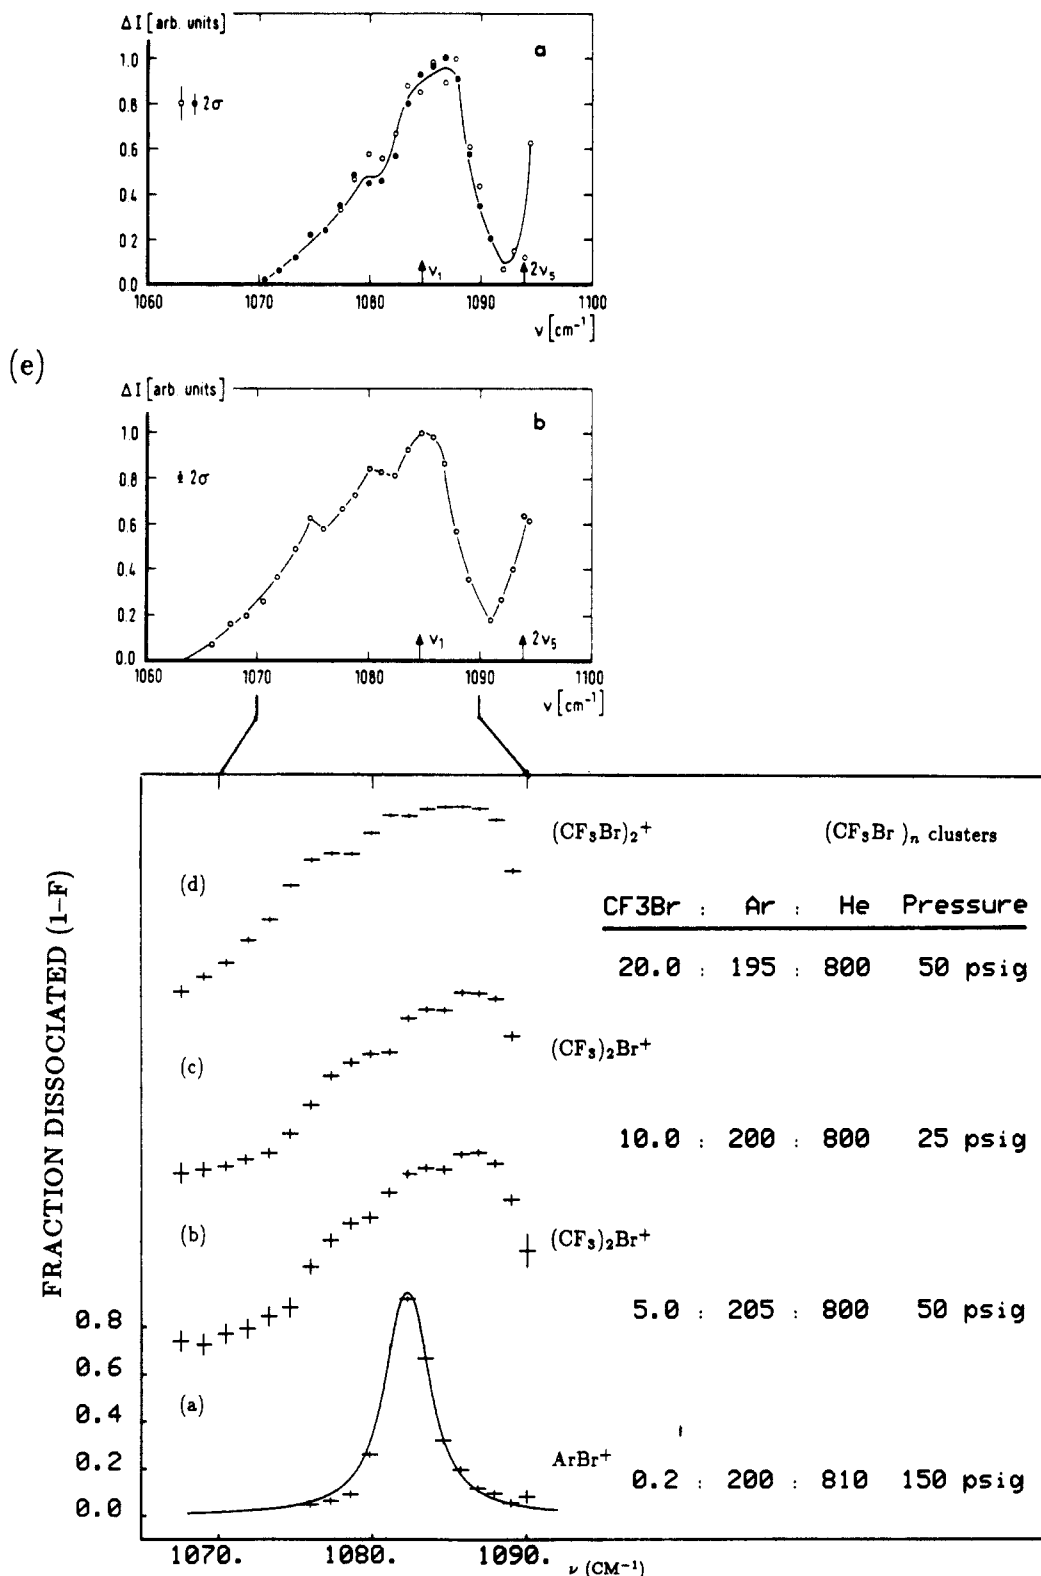 Δ I [arb. units]
a
1.0
0.8
0.6
0.4
0.2
0.0
2σ
ν₁
2ν₅
1060 1070 1080 1090 1100
ν [cm⁻¹]
(e)
Δ I [arb. units]
b
1.0
0.8
0.6
0.4
0.2
0.0
2σ
ν₁
2ν₅
1060 1070 1080 1090 1100
ν [cm⁻¹]
FRACTION DISSOCIATED (1–F)
(CF₃Br)₂⁺ (CF₃Br)ₙ clusters
(d)
CF3Br : Ar : He Pressure
20.0 : 195 : 800 50 psig
(c)
(CF₃)₂Br⁺
10.0 : 200 : 800 25 psig
(b)
(CF₃)₂Br⁺
5.0 : 205 : 800 50 psig
(a)
ArBr⁺
0.2 : 200 : 810 150 psig
0.8
0.6
0.4
0.2
0.0
1070. 1080. 1090.
ν (CM⁻¹)